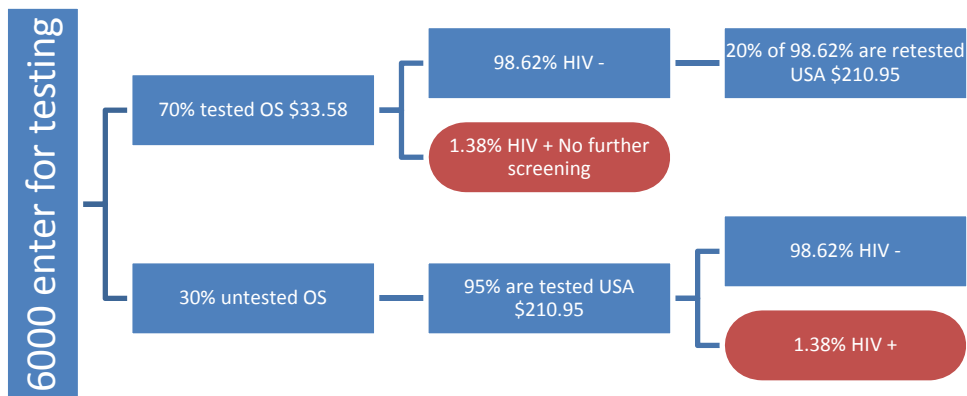 6000 enter for testing
70% tested OS $33.58
98.62% HIV -
20% of 98.62% are retested
USA $210.95
1.38% HIV + No further
screening
30% untested OS
95% are tested USA
$210.95
98.62% HIV -
1.38% HIV +